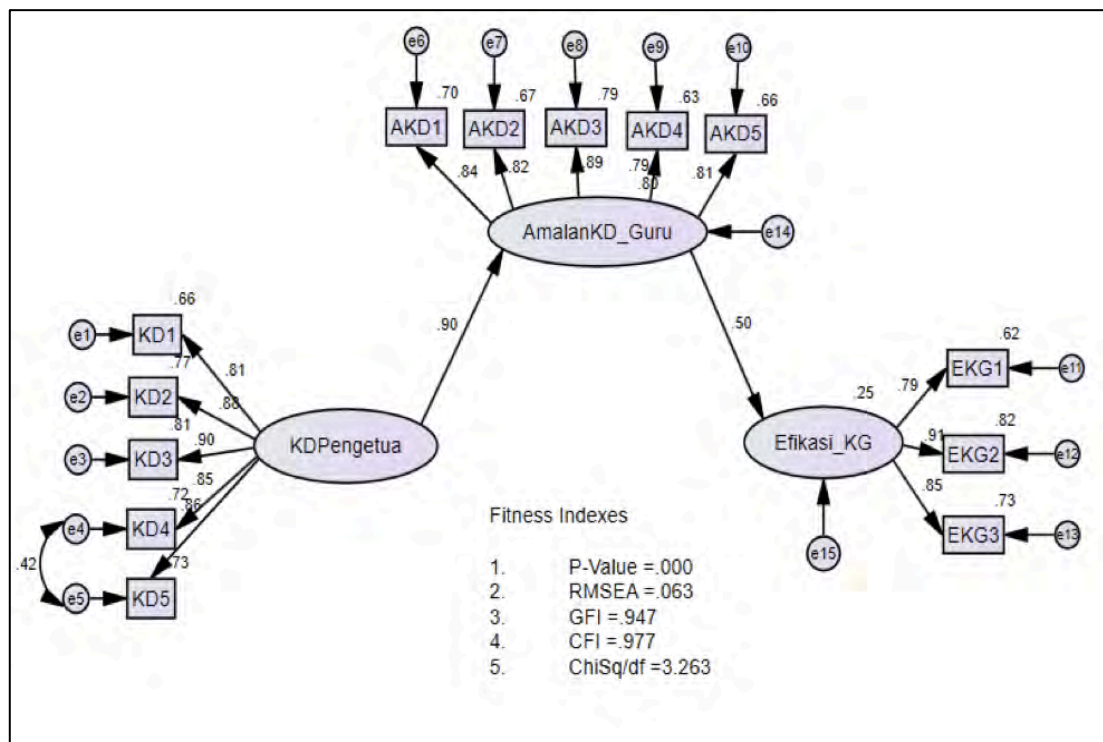 e6 e7 e8 e9 e10
.70 .67 .79 .63 .66
AKD1 AKD2 AKD3 AKD4 AKD5
.84 .82 .89 .79 .81
.80
AmalanKD_Guru
e14
.90
.50
.66
e1 KD1
.81
.77
e2 KD2
.88
.81
e3 KD3
.90
KDPengetua
.85
.72
.86
e4 KD4
.73
.42
e5 KD5
.62
EKG1 e11
.79
.25
Efikasi_KG
.82
.91
EKG2 e12
.85
.73
EKG3 e13
e15
Fitness Indexes
1. P-Value =.000
2. RMSEA =.063
3. GFI =.947
4. CFI =.977
5. ChiSq/df =3.263